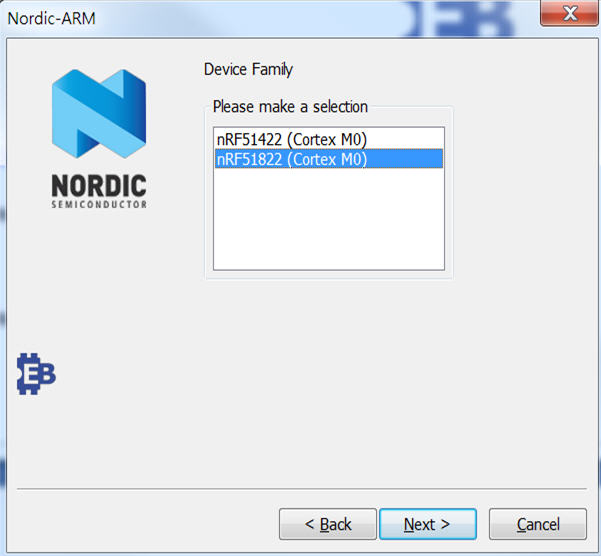 Nordic-ARM
X
NORDIC
SEMICONDUCTOR
Device Family
Please make a selection
nRF51422 (Cortex M0)
nRF51822 (Cortex M0)
EB
EB
< Back
Next >
Cancel